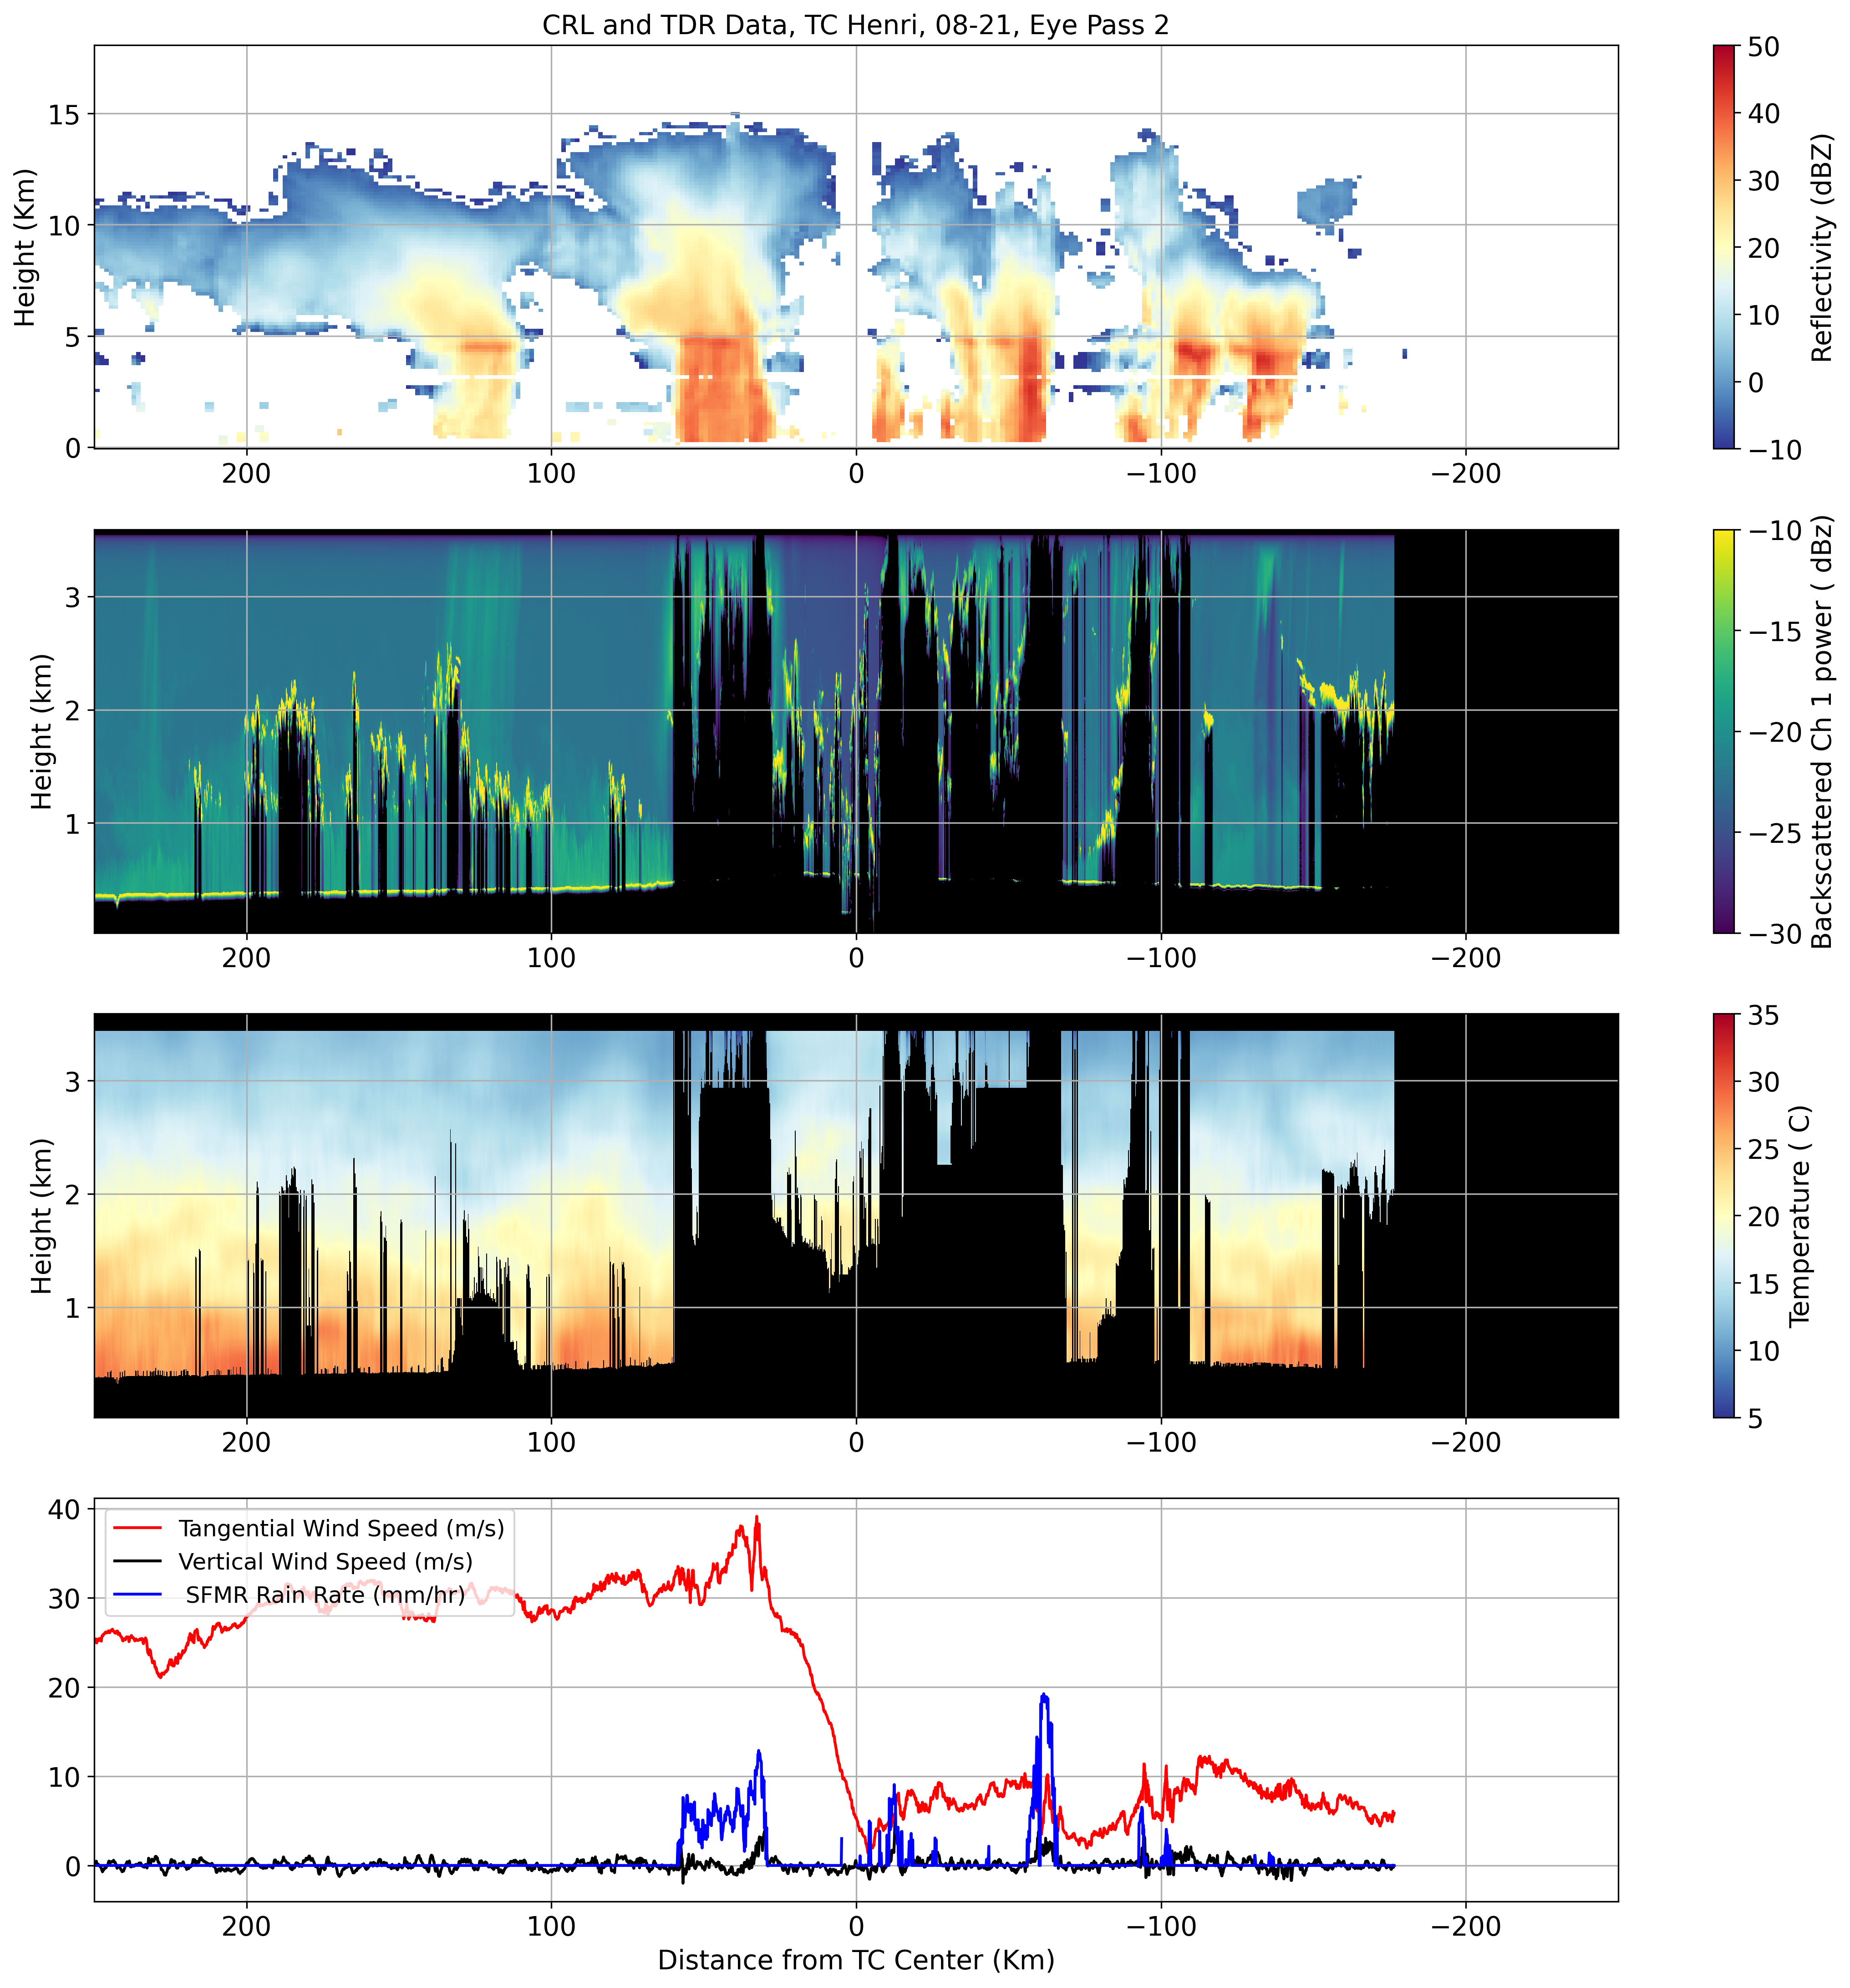 CRL and TDR Data, TC Henri, 08-21, Eye Pass 2
Height (Km)
15
10
5
0
200 100 0 −100 −200
50
40
30
20
10
0
−10
Reflectivity (dBZ)
Height (km)
3
2
1
200 100 0 −100 −200
−10
−15
−20
−25
−30
Backscattered Ch 1 power ( dBz)
Height (km)
3
2
1
200 100 0 −100 −200
35
30
25
20
15
10
5
Temperature ( C)
40
30
20
10
0
Tangential Wind Speed (m/s)
Vertical Wind Speed (m/s)
SFMR Rain Rate (mm/hr)
200 100 0 −100 −200
Distance from TC Center (Km)